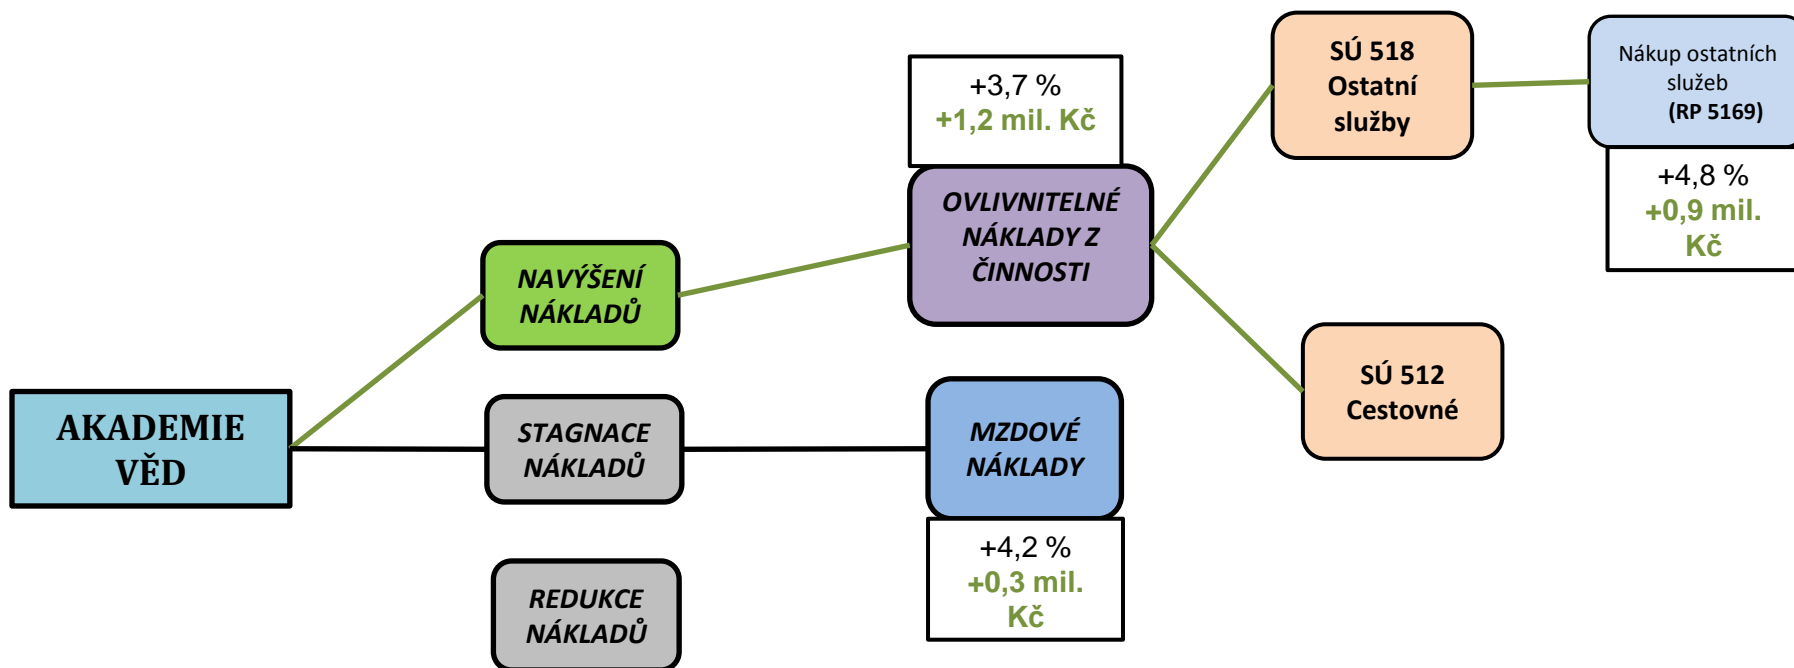 AKADEMIE
VĚD
NAVÝŠENÍ
NÁKLADŮ
STAGNACE
NÁKLADŮ
REDUKCE
NÁKLADŮ
+3,7 %
+1,2 mil. Kč
OVLIVNITELNÉ
NÁKLADY Z
ČINNOSTI
MZDOVÉ
NÁKLADY
+4,2 %
+0,3 mil.
Kč
SÚ 518
Ostatní
služby
SÚ 512
Cestovné
Nákup ostatních
služeb
(RP 5169)
+4,8 %
+0,9 mil.
Kč